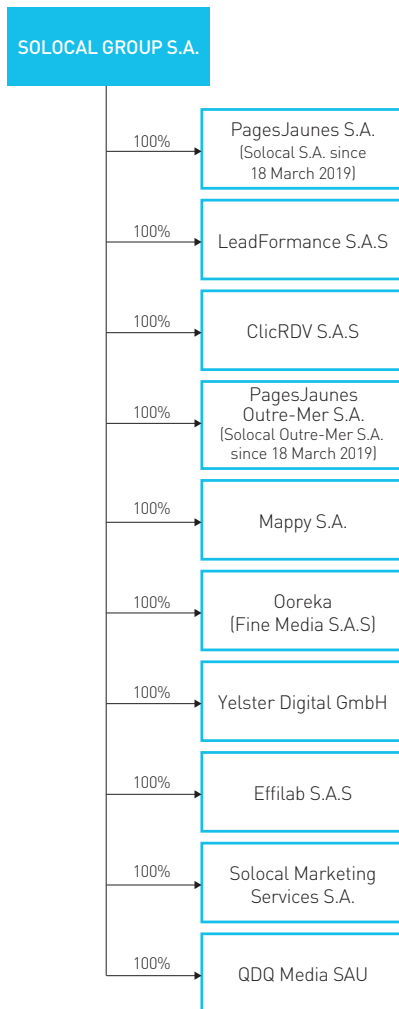 SOLOCAL GROUP S.A.
100%
PagesJaunes S.A.
(Solocal S.A. since
18 March 2019)
100%
LeadFormance S.A.S
100%
ClicRDV S.A.S
100%
PagesJaunes
Outre-Mer S.A.
(Solocal Outre-Mer S.A.
since 18 March 2019)
100%
Mappy S.A.
100%
Ooreka
(Fine Media S.A.S)
100%
Yelster Digital GmbH
100%
Effilab S.A.S
100%
Solocal Marketing
Services S.A.
100%
QDQ Media SAU